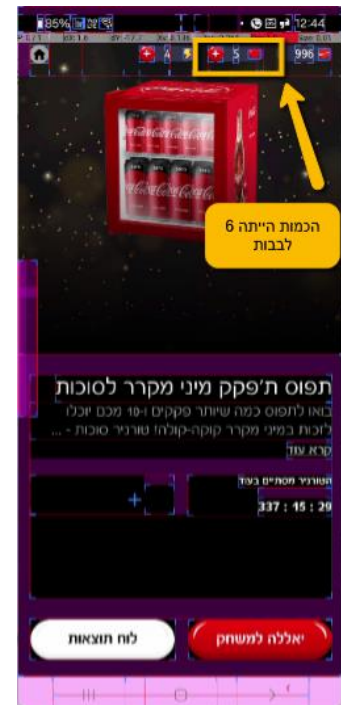 85%
12:44
4
5
996
הכמות הייתה 6
לבבות
תפוס ת'פקק מיני מקרר לסוכות
בואו לתפוס כמה שיותר פקקים ו-10 מכם יוכלו
לזכות במיני מקרר קוקה-קולה! טורניר סוכות - ...
קרא עוד
הטורניר מסתיים בעוד
337 : 15 : 29
יאללה למשחק
לוח תוצאות